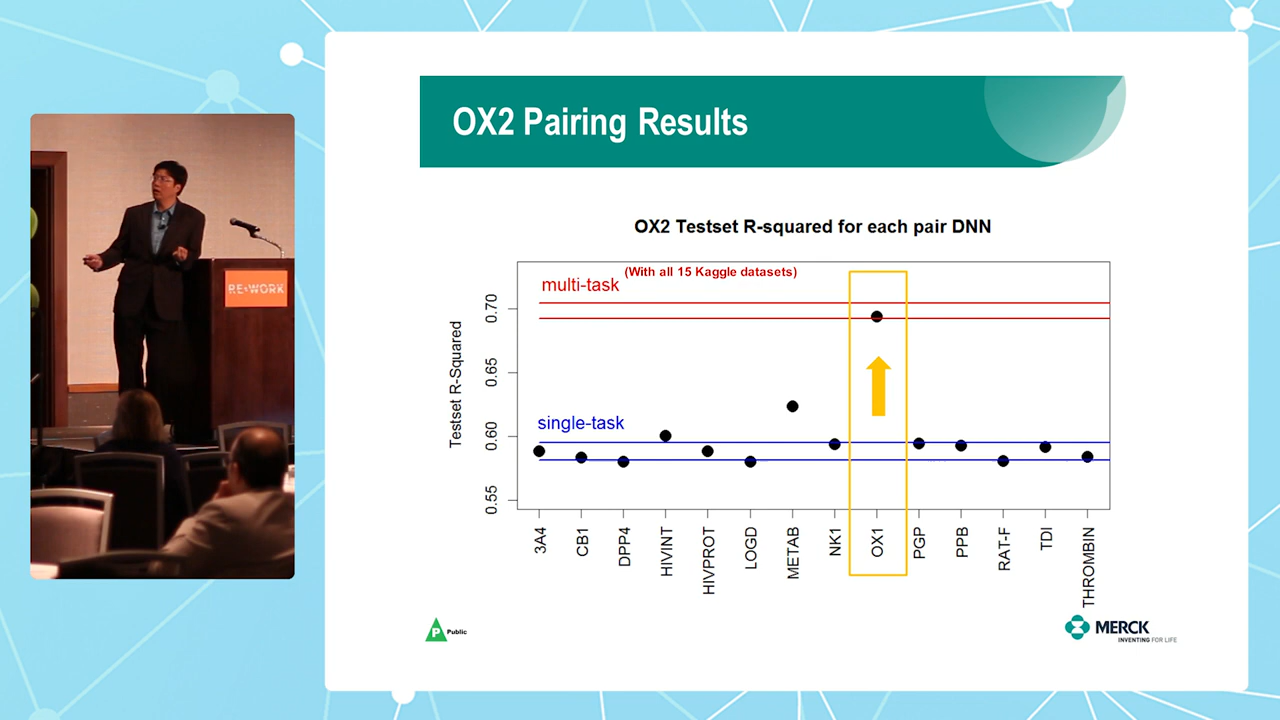 OX2 Pairing Results
OX2 Testset R-squared for each pair DNN
(With all 15 Kaggle datasets)
multi-task
single-task
Testset R-Squared
0.70
0.65
0.60
0.55
3A4
CB1
DPP4
HIVINT
HIVPROT
LOGD
METAB
NK1
OX1
PGP
PPB
RAT-F
TDI
THROMBIN
RE•WORK
P Public
MERCK
INVENTING FOR LIFE